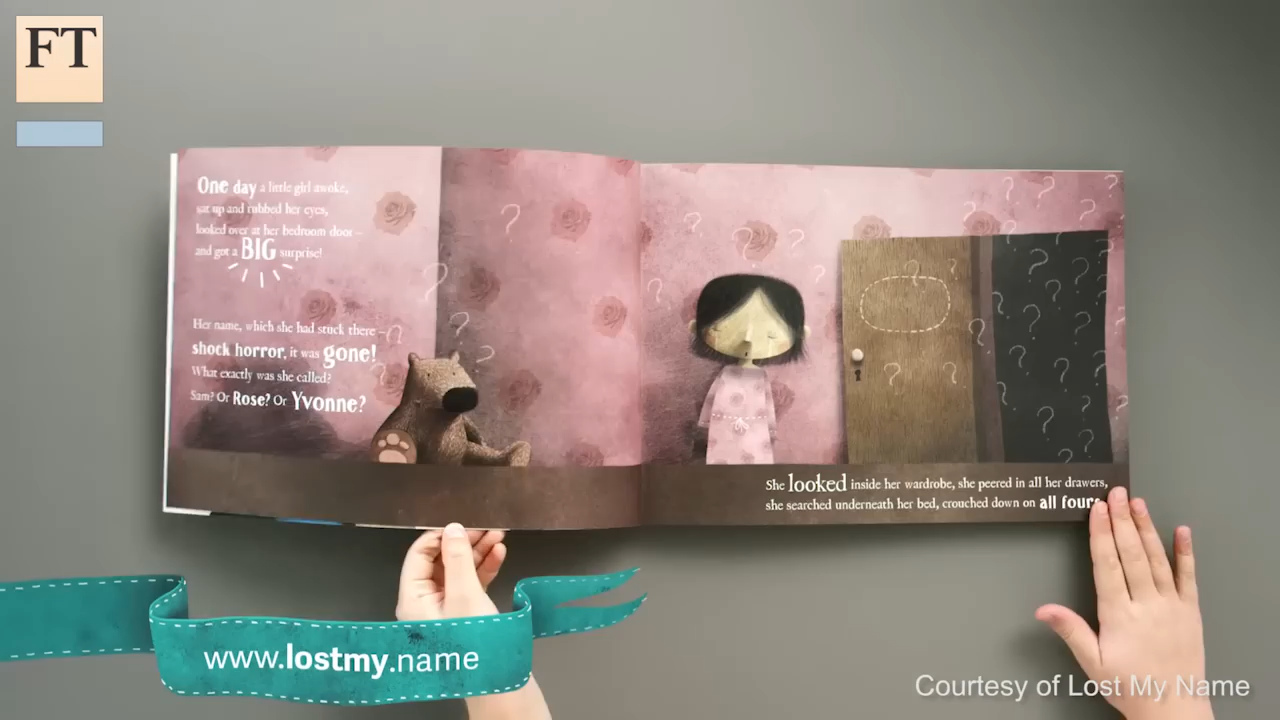 FT
One day a little girl awoke,
sat up and rubbed her eyes,
looked over at her bedroom door –
and got a BIG surprise!
Her name, which she had stuck there –
shock horror, it was gone!
What exactly was she called?
Sam? Or Rose? Or Yvonne?
She looked inside her wardrobe, she peered in all her drawers,
she searched underneath her bed, crouched down on all fours
www.lostmy.name
Courtesy of Lost My Name